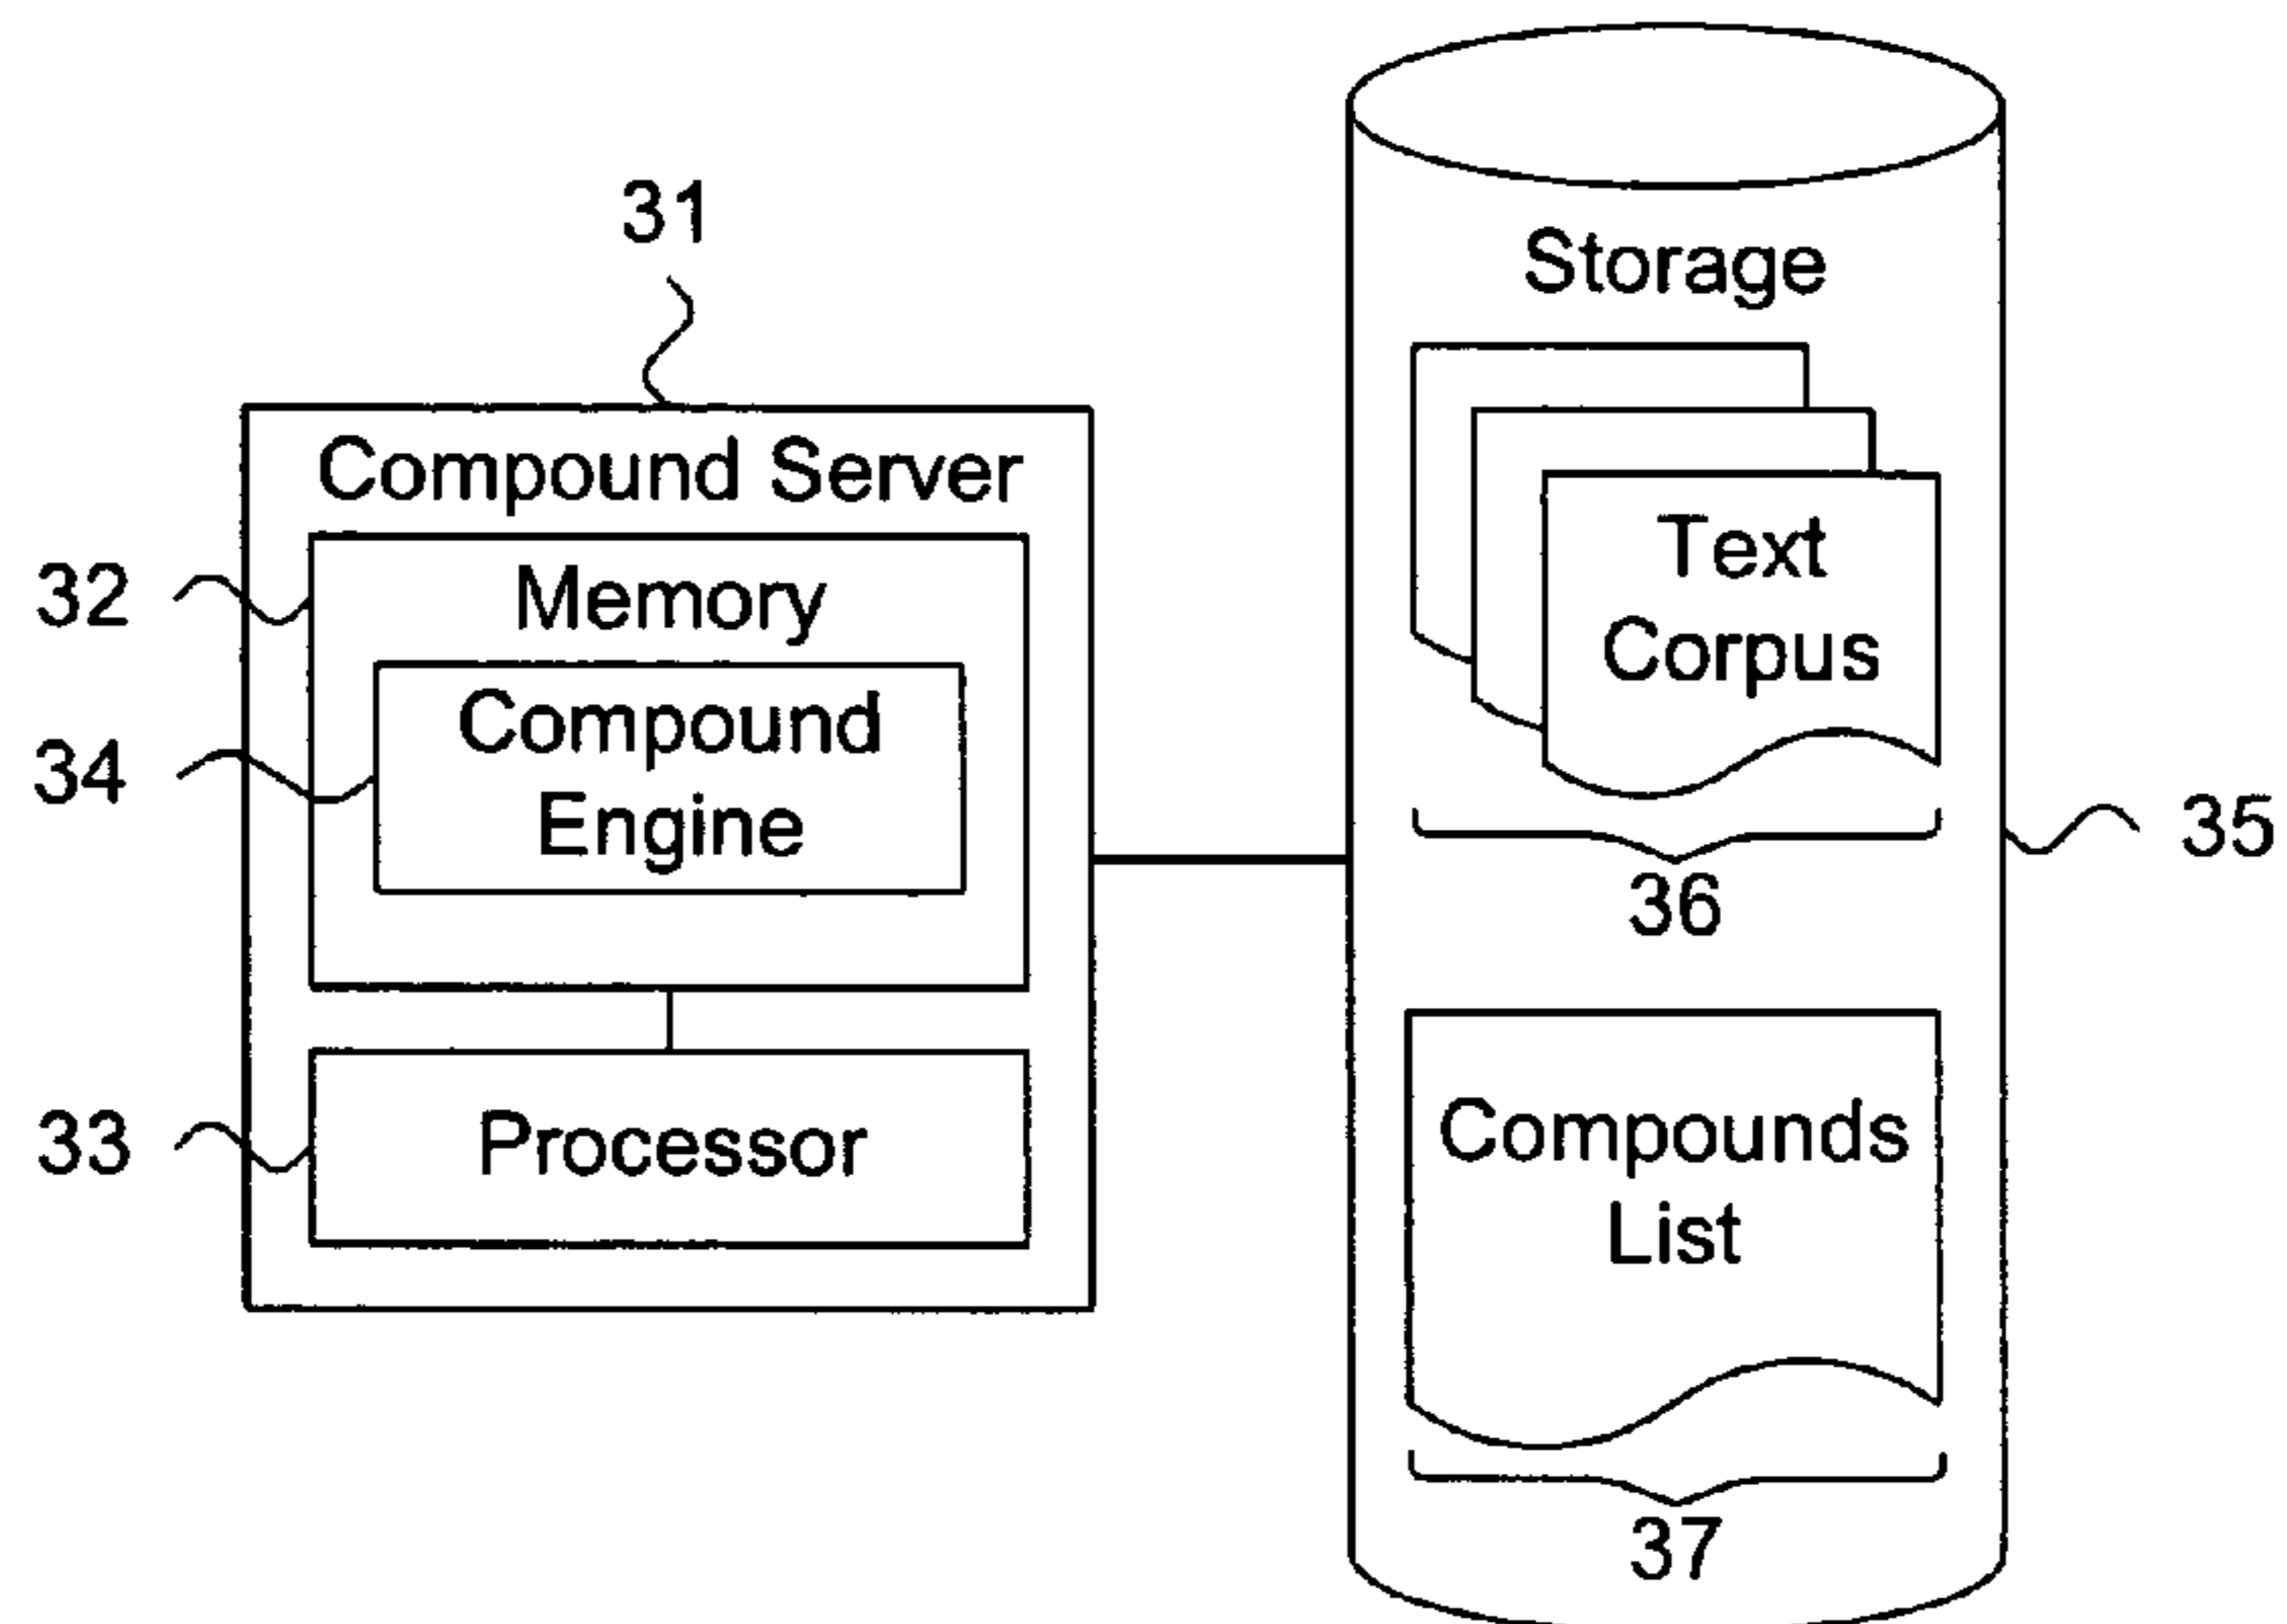 31
Compound Server
32
Memory
34
Compound
Engine
33
Processor
Storage
Text
Corpus
35
36
Compounds
List
37